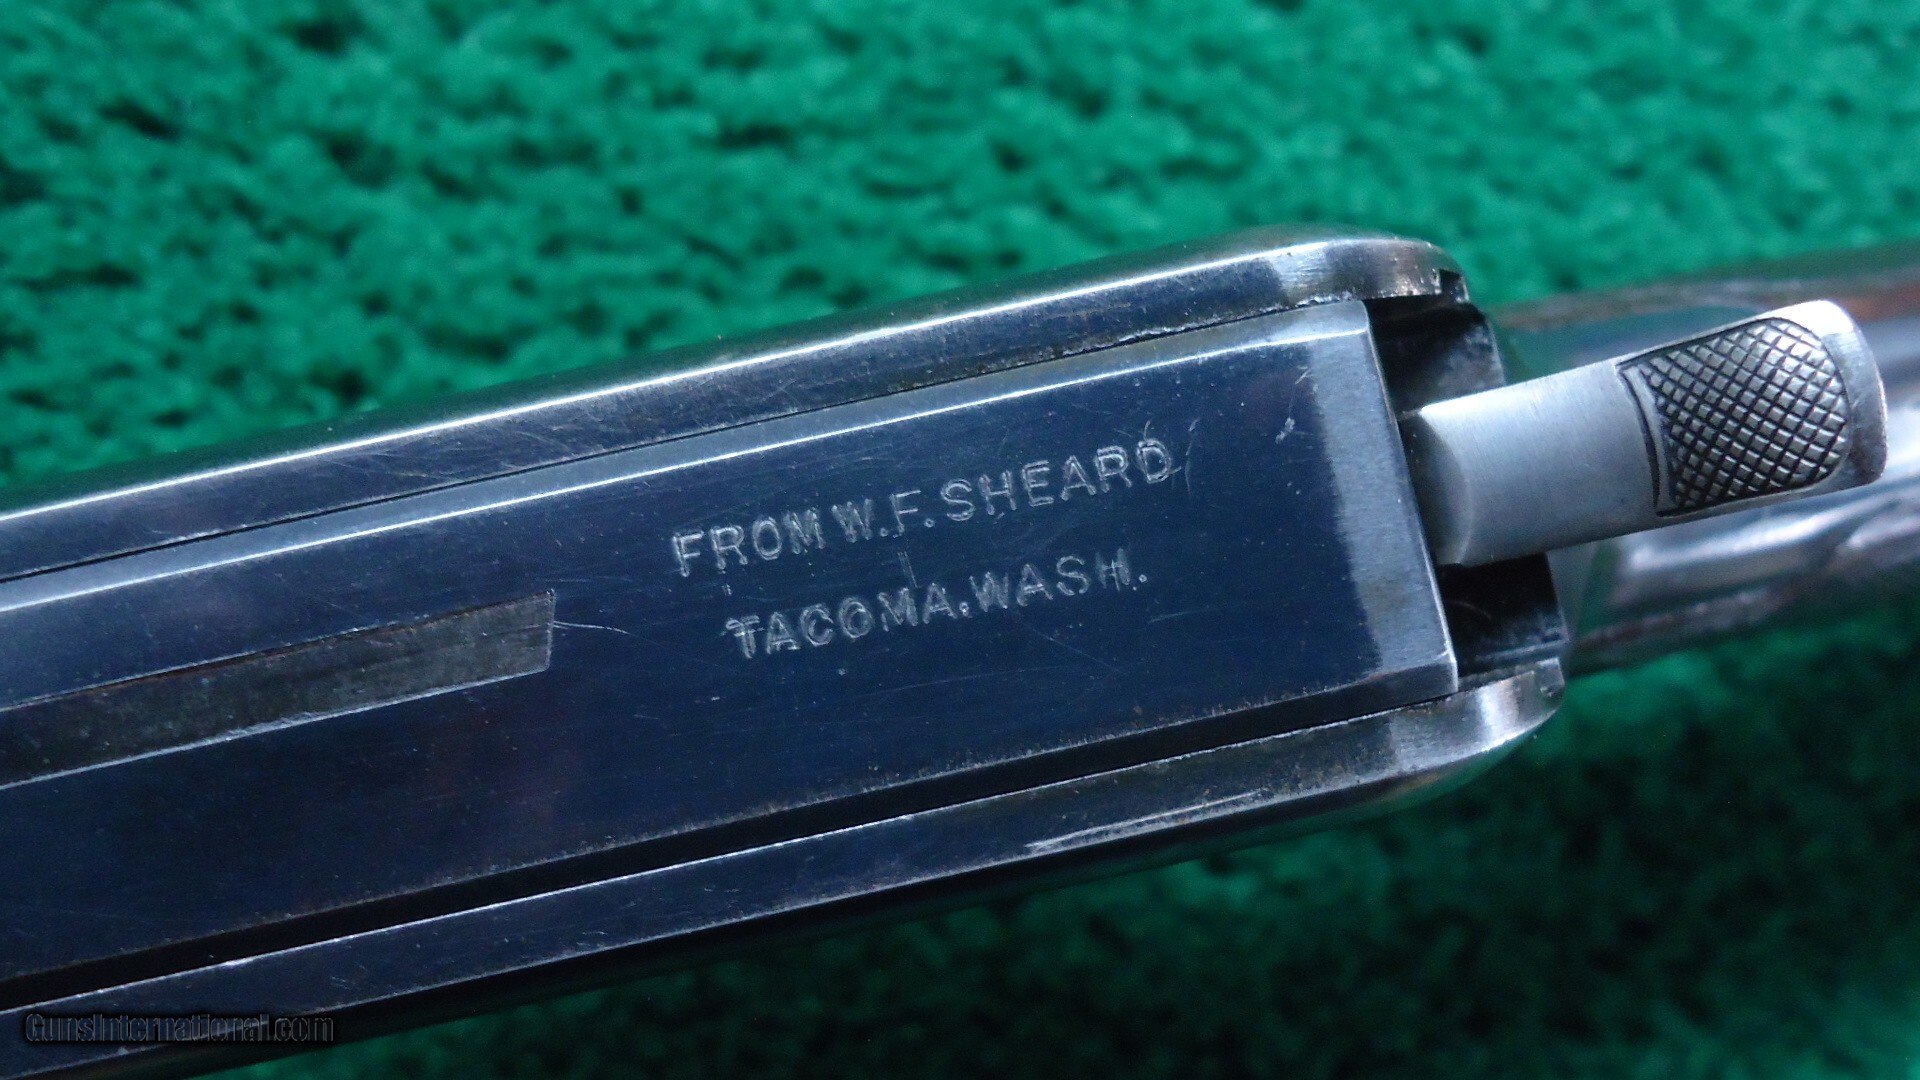 FROM W.F. SHEARD
TACOMA.WASH.
GunsInternational.com